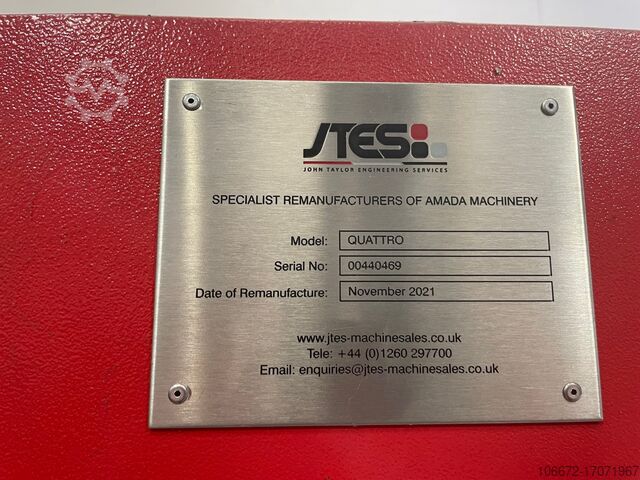 JTES
JOHN TAYLOR ENGINEERING SERVICES
SPECIALIST REMANUFACTURERS OF AMADA MACHINERY
Model: QUATTRO
Serial No: 00440469
Date of Remanufacture: November 2021
www.jtes-machinesales.co.uk
Tele: +44 (0)1260 297700
Email: enquiries@jtes-machinesales.co.uk
106672-17071967